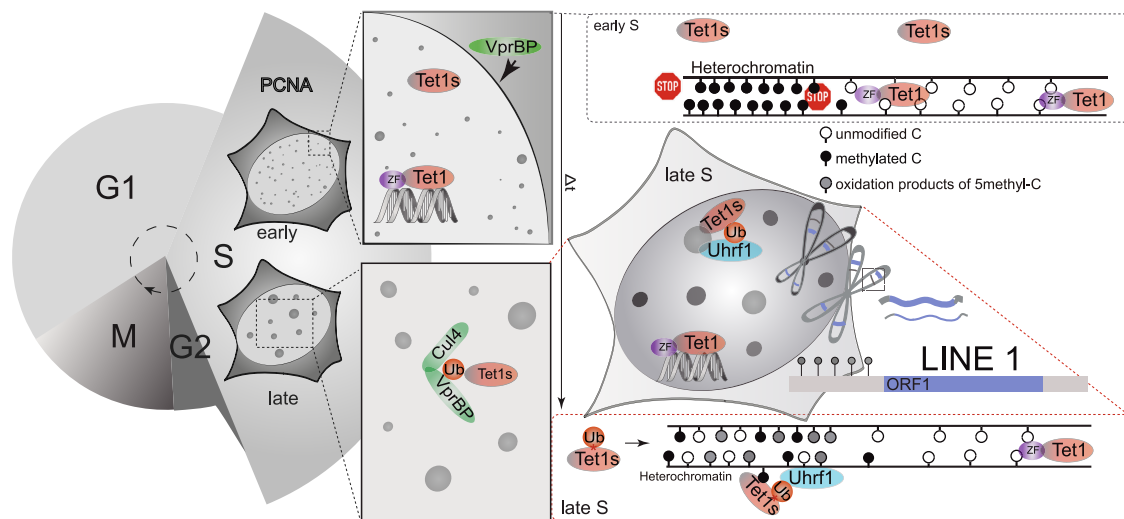 G1
S
M
G2
PCNA
early
late
VprBP
Tet1s
ZF
Tet1
Δt
Cul4
Ub
Tet1s
VprBP
early S
Tet1s
Tet1s
Heterochromatin
STOP
STOP
ZF
Tet1
ZF
Tet1
unmodified C
methylated C
oxidation products of 5methyl-C
late S
Tet1s
Ub
Uhrf1
ZF
Tet1
LINE 1
ORF1
Ub
Tet1s
Heterochromatin
Tet1s
Ub
Uhrf1
ZF
Tet1
late S